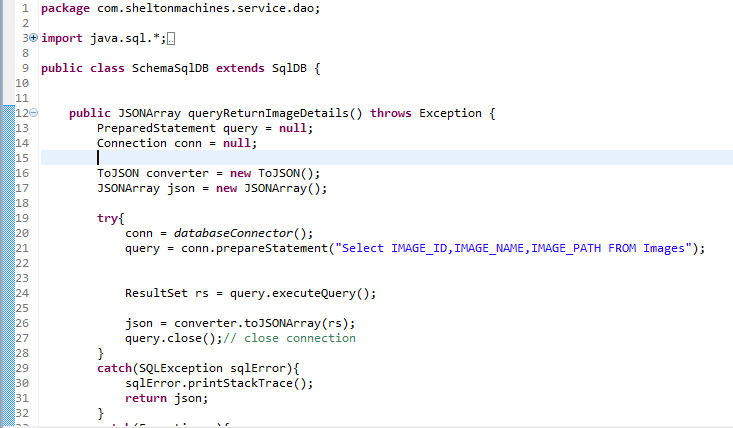 1 package com.sheltonmachines.service.dao;
2
3 import java.sql.*;
8
9 public class SchemaSqlDB extends SqlDB {
10
11
12 public JSONArray queryReturnImageDetails() throws Exception {
13 PreparedStatement query = null;
14 Connection conn = null;
15
16 ToJSON converter = new ToJSON();
17 JSONArray json = new JSONArray();
18
19 try{
20 conn = databaseConnector();
21 query = conn.prepareStatement("Select IMAGE_ID,IMAGE_NAME,IMAGE_PATH FROM Images");
22
23
24 ResultSet rs = query.executeQuery();
25
26 json = converter.toJSONArray(rs);
27 query.close();// close connection
28 }
29 catch(SQLException sqlError){
30 sqlError.printStackTrace();
31 return json;
32 }